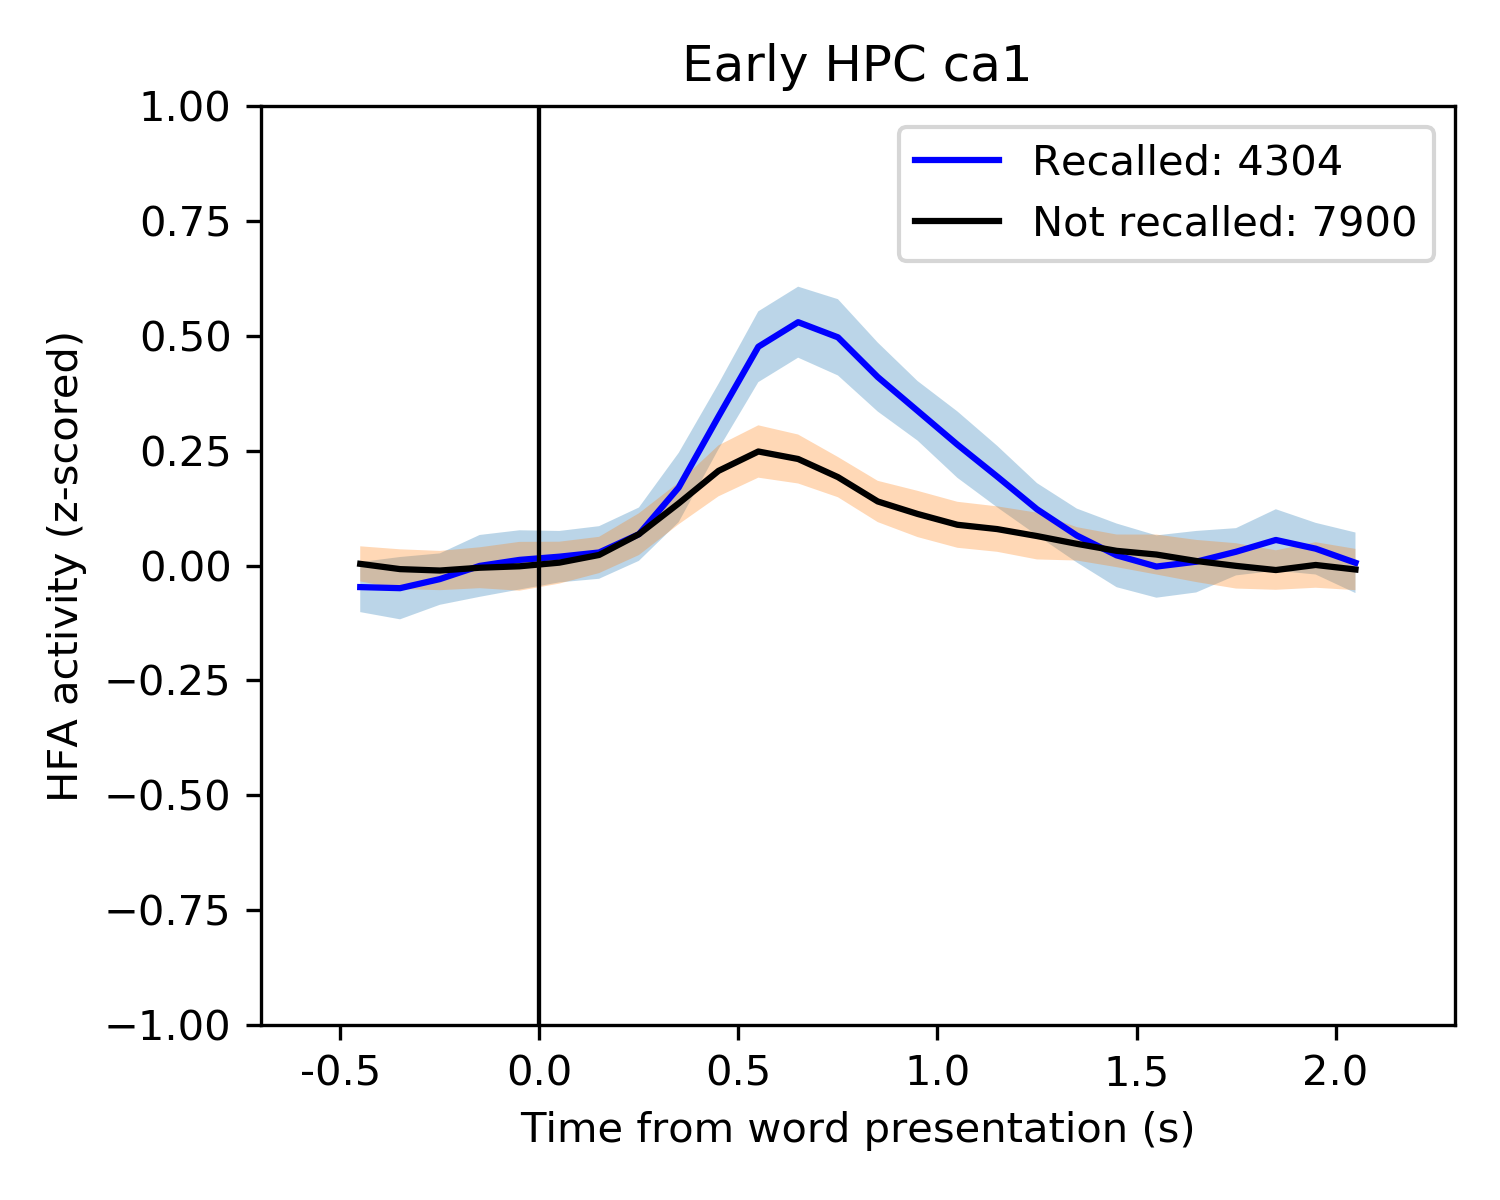 Early HPC ca1
Recalled: 4304
Not recalled: 7900
HFA activity (z-scored)
1.00
0.75
0.50
0.25
0.00
−0.25
−0.50
−0.75
−1.00
-0.5 0.0 0.5 1.0 1.5 2.0
Time from word presentation (s)